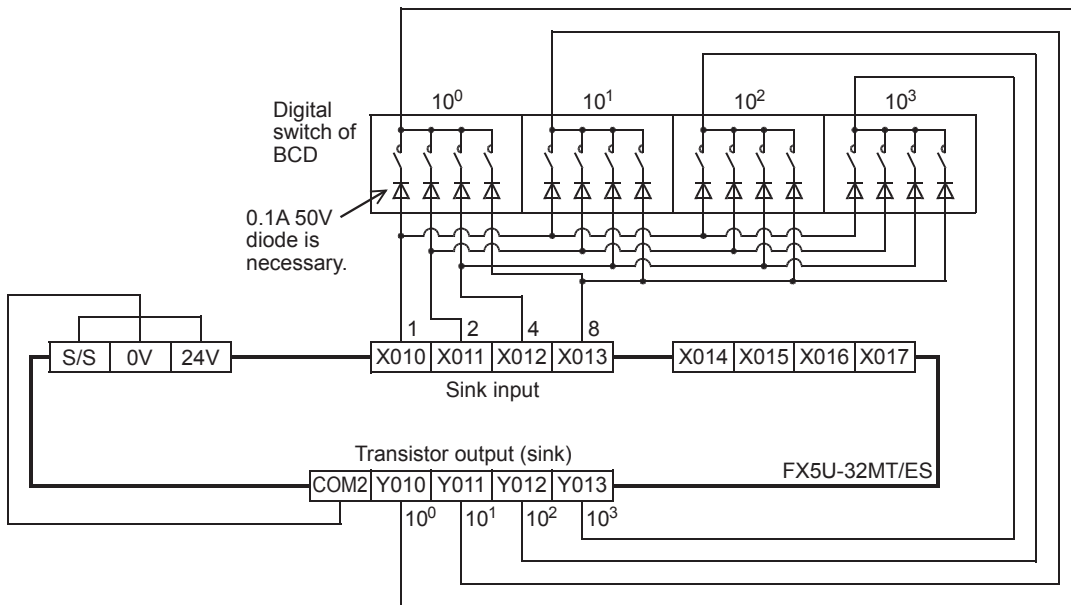 10⁰ 10¹ 10² 10³
Digital
switch of
BCD
0.1A 50V
diode is
necessary.
1 2 4 8
S/S 0V 24V X010 X011 X012 X013 X014 X015 X016 X017
Sink input
Transistor output (sink)
FX5U-32MT/ES
COM2 Y010 Y011 Y012 Y013
10⁰ 10¹ 10² 10³